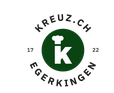 KREUZ.CH
17 22
K
EGERKINGEN